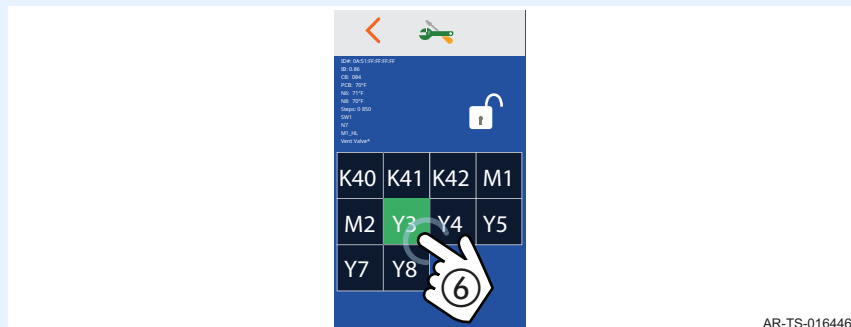 ID#: 0A:51:FF:FF:FF:FF
IB: 0.86
CB: 084
PCB: 70°F
N6: 71°F
N8: 70°F
Steps: 0 850
SW1
N7
M1_HL
Vent Valve*
K40 K41 K42 M1
M2 Y3 Y4 Y5
Y7 Y8
6
AR-TS-016446